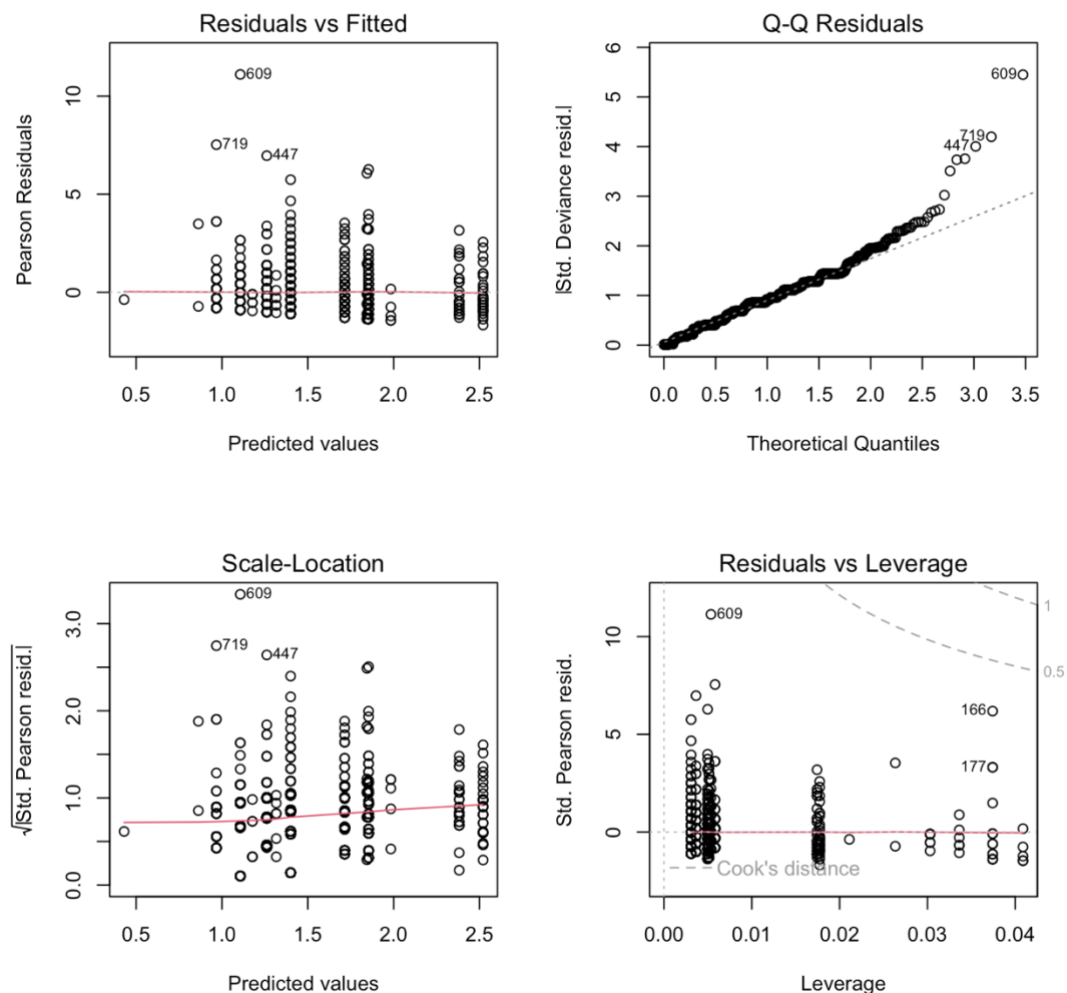 Residuals vs Fitted
Pearson Residuals
10
5
0
609
719
447
0.5 1.0 1.5 2.0 2.5
Predicted values
Q-Q Residuals
|Std. Deviance resid.|
6
5
4
3
2
1
0
609
719
447
0.0 0.5 1.0 1.5 2.0 2.5 3.0 3.5
Theoretical Quantiles
Scale-Location
√|Std. Pearson resid.|
3.0
2.0
1.0
0.0
609
719
447
0.5 1.0 1.5 2.0 2.5
Predicted values
Residuals vs Leverage
Std. Pearson resid.
10
5
0
609
1
0.5
166
177
Cook's distance
0.00 0.01 0.02 0.03 0.04
Leverage